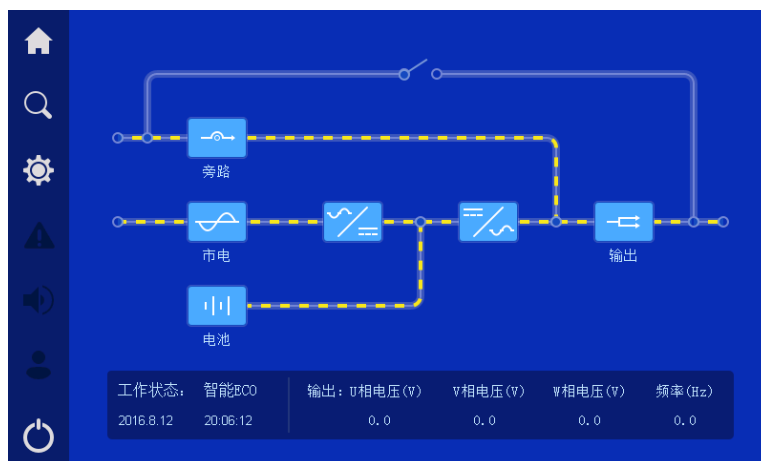 旁路
市电
输出
电池
工作状态: 智能ECO 输出: U相电压(V) V相电压(V) W相电压(V) 频率(Hz)
2016.8.12 20:06:12 0.0 0.0 0.0 0.0